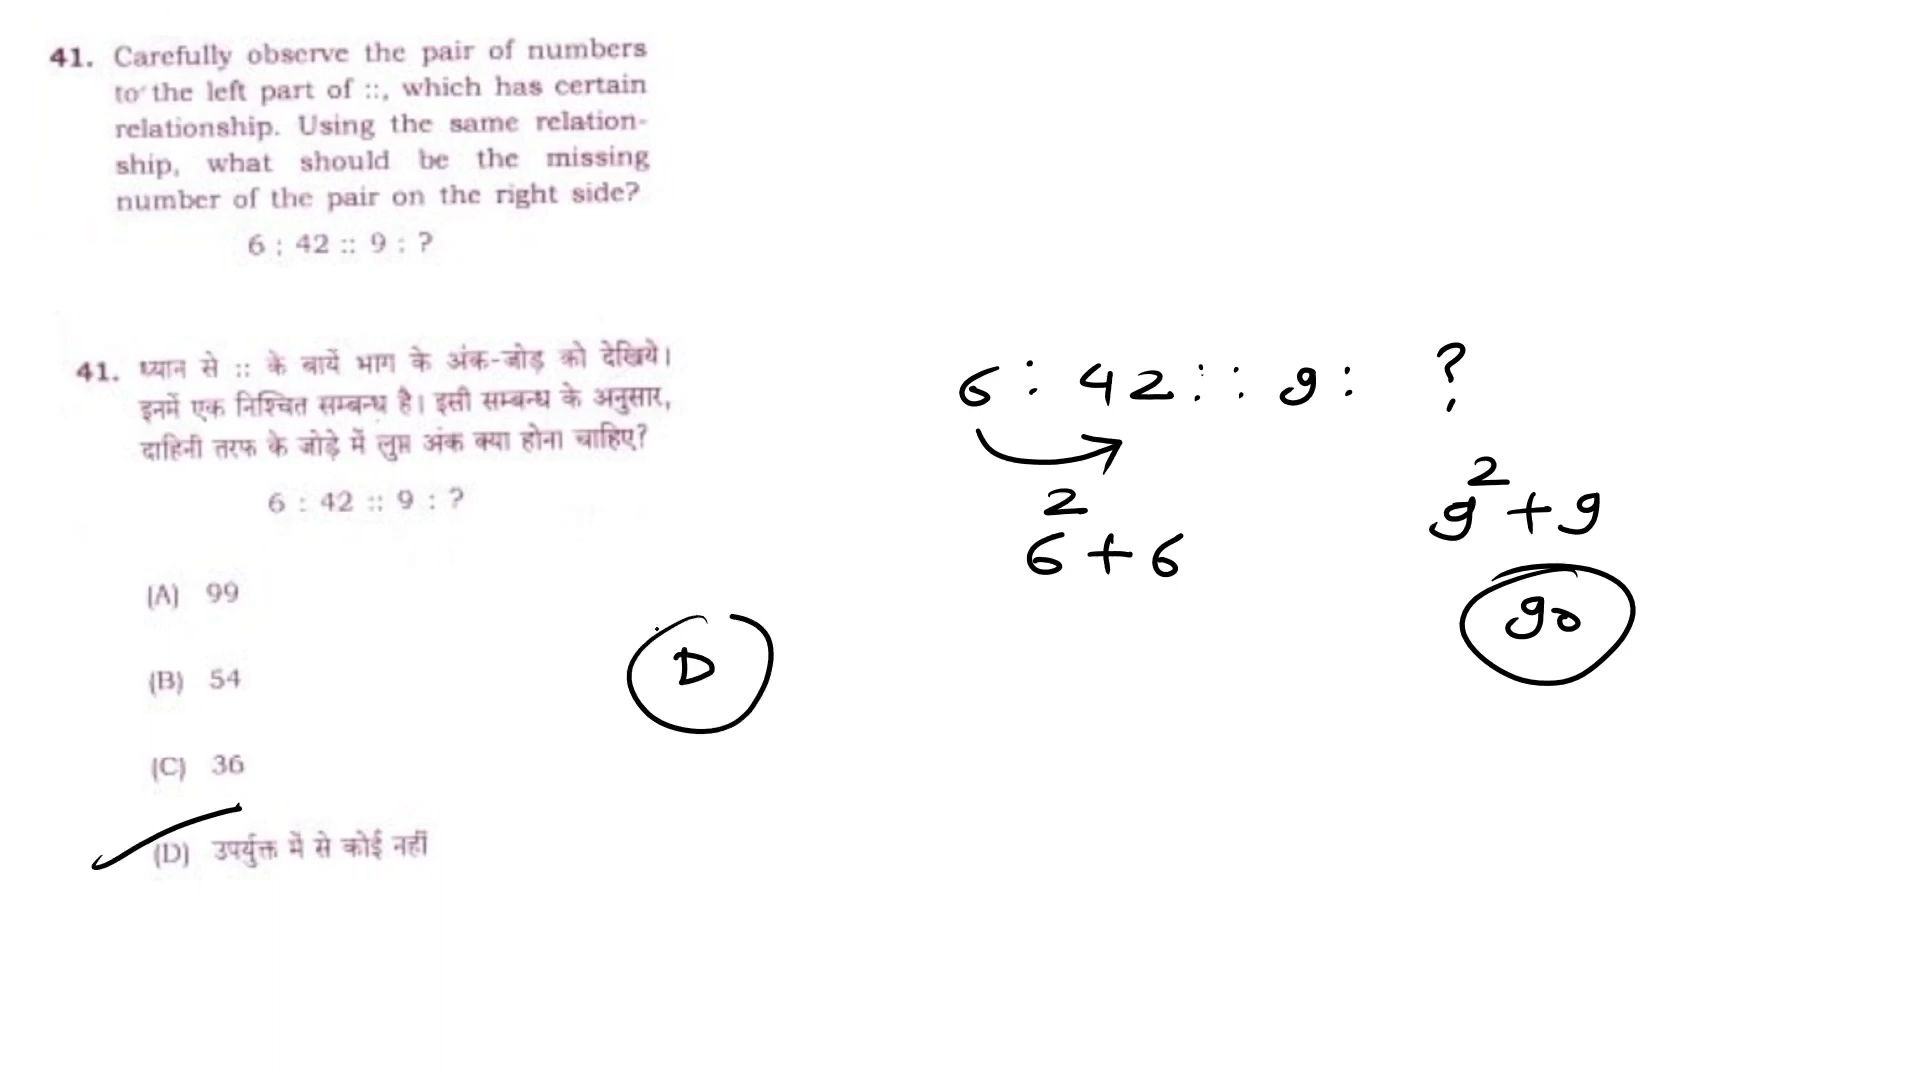 41. Carefully observe the pair of numbers
to the left part of ::, which has certain
relationship. Using the same relation-
ship, what should be the missing
number of the pair on the right side?
6 : 42 :: 9 : ?
41. ध्यान से :: के बायें भाग के अंक-जोड़ को देखिये।
इनमें एक निश्चित सम्बन्ध है। इसी सम्बन्ध के अनुसार,
दाहिनी तरफ के जोड़े में लुप्त अंक क्या होना चाहिए?
6 : 42 :: 9 : ?
(A) 99
(B) 54
(C) 36
(D) उपर्युक्त में से कोई नहीं
D
6 : 42 :: 9 : ?
6² + 6
9² + 9
90